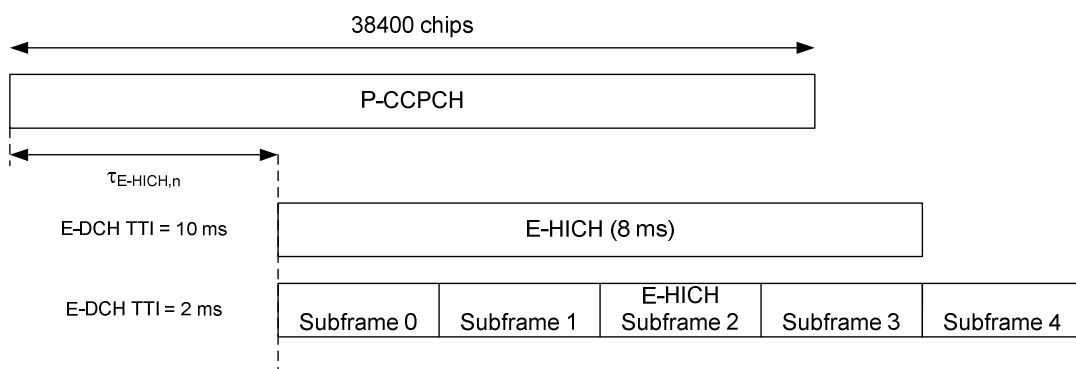 38400 chips
P-CCPCH
τE-HICH,n
E-DCH TTI = 10 ms
E-HICH (8 ms)
E-DCH TTI = 2 ms
E-HICH
Subframe 0
Subframe 1
Subframe 2
Subframe 3
Subframe 4